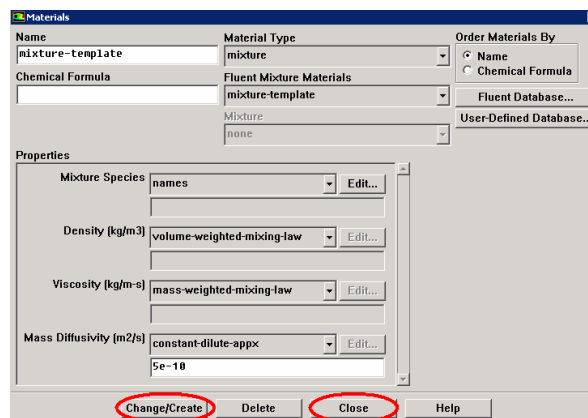 Materials
Name
mixture-template
Material Type
mixture
Order Materials By
Name
Chemical Formula
Chemical Formula
Fluent Mixture Materials
mixture-template
Fluent Database...
Mixture
none
User-Defined Database..
Properties
Mixture Species names Edit...
Density (kg/m3) volume-weighted-mixing-law Edit...
Viscosity (kg/m-s) mass-weighted-mixing-law Edit...
Mass Diffusivity (m2/s) constant-dilute-appx Edit...
5e-10
Change/Create Delete Close Help